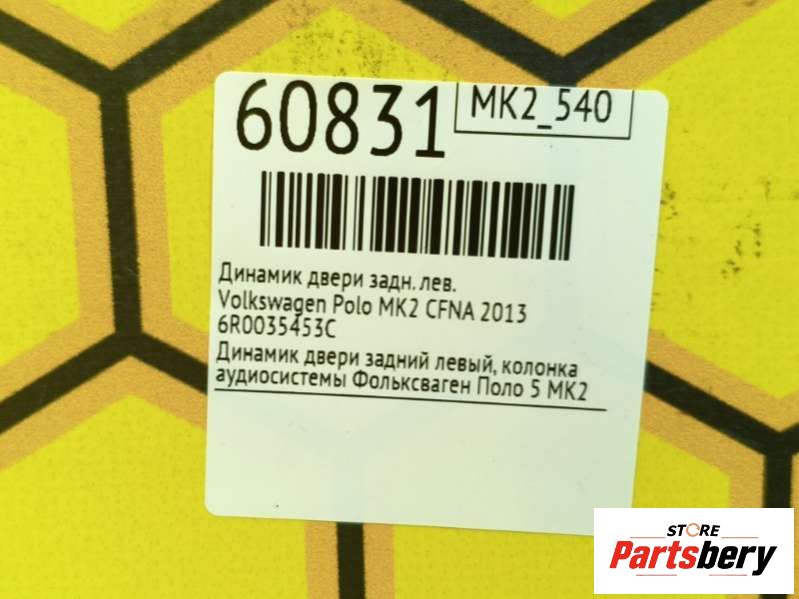 60831
MK2_540
Динамик двери задн. лев.
Volkswagen Polo MK2 CFNA 2013
6R0035453C
Динамик двери задний левый, колонка
аудиосистемы Фольксваген Поло 5 МК2
STORE
Partsbery